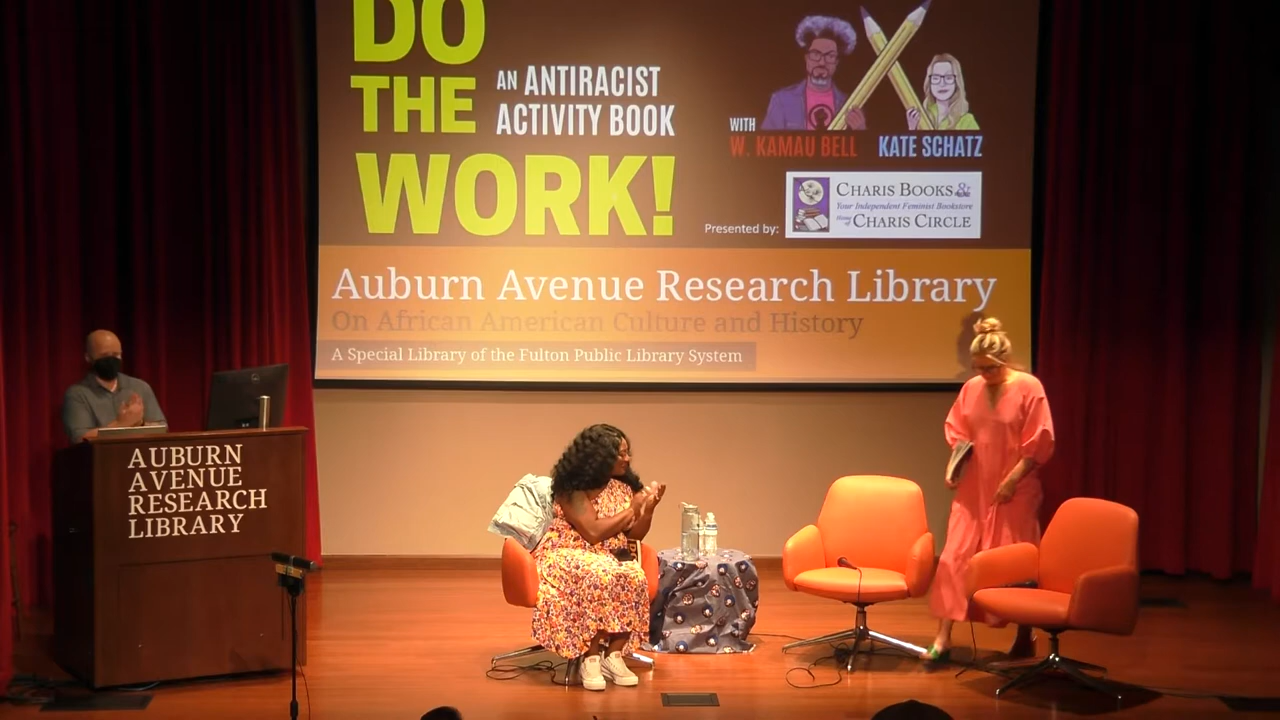 DO
THE
WORK!
AN ANTIRACIST
ACTIVITY BOOK
WITH
W. KAMAU BELL KATE SCHATZ
Presented by:
CHARIS BOOKS &
Your Independent Feminist Bookstore
Home of CHARIS CIRCLE
Auburn Avenue Research Library
On African American Culture and History
A Special Library of the Fulton Public Library System
AUBURN
AVENUE
RESEARCH
LIBRARY